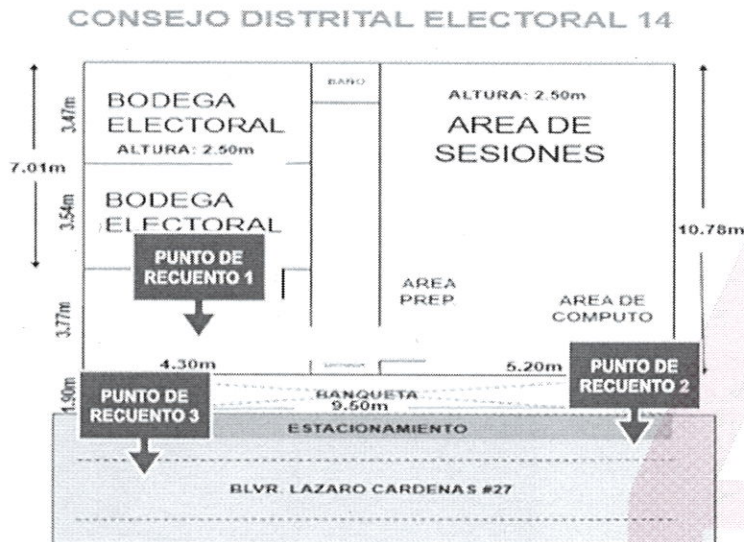 CONSEJO DISTRITAL ELECTORAL 14
BAÑO
BODEGA
ELECTORAL
ALTURA: 2.50m
ALTURA: 2.50m
AREA DE
SESIONES
3.47m
7.01m
3.54m
BODEGA
ELECTORAL
10.78m
PUNTO DE
RECUENTO 1
AREA
PREP.
AREA DE
COMPUTO
3.77m
4.30m
5.20m
PUNTO DE
RECUENTO 2
1.90m
PUNTO DE
RECUENTO 3
BANQUETA
9.50m
ESTACIONAMIENTO
BLVR. LAZARO CARDENAS #27